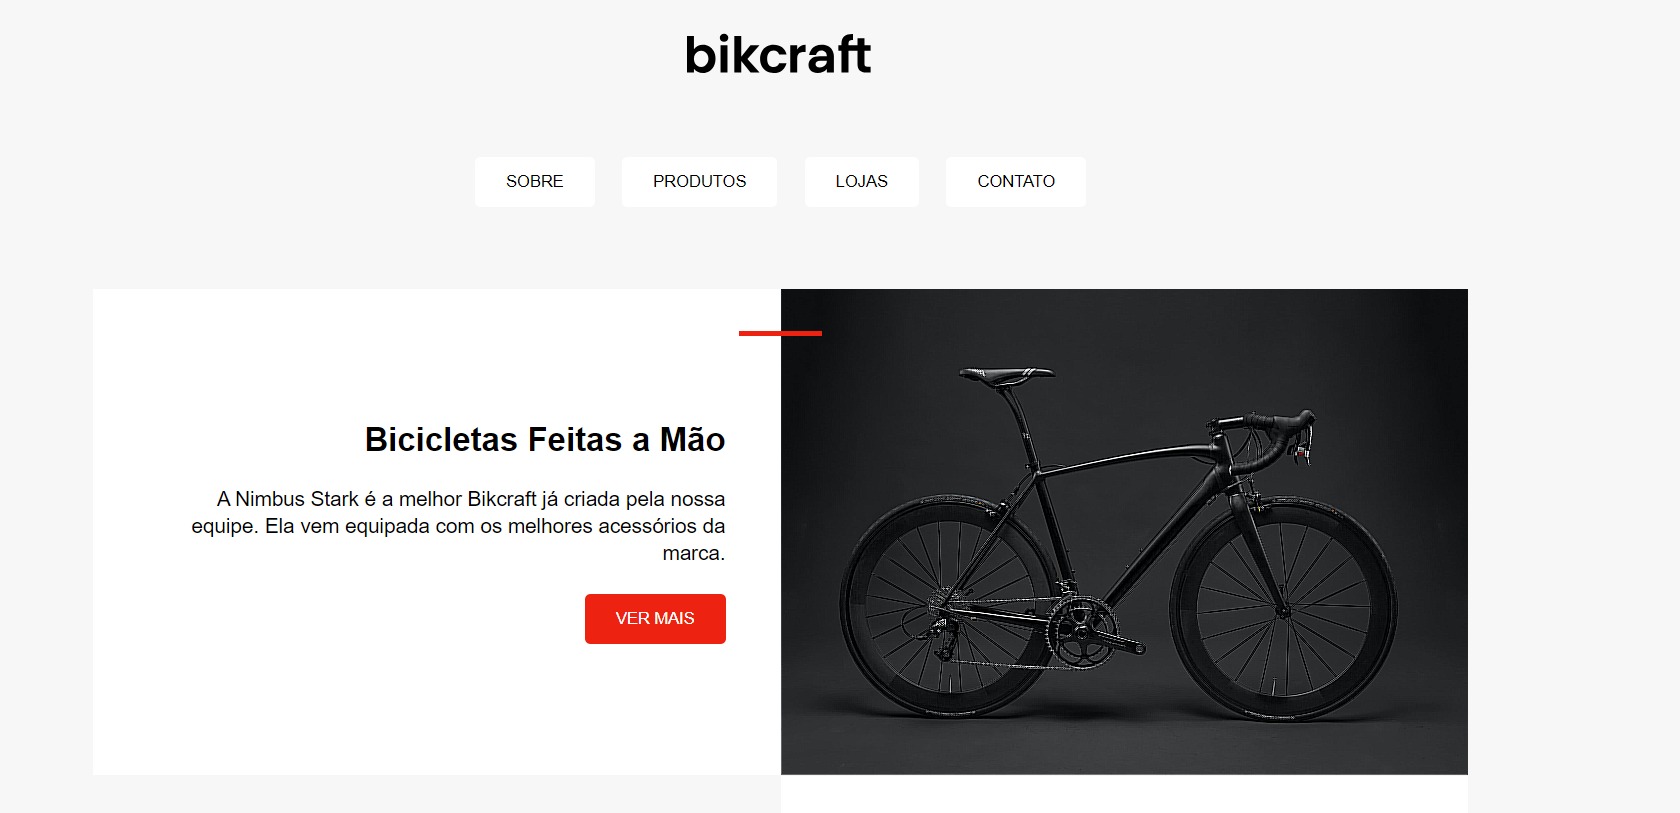 bikcraft
SOBRE
PRODUTOS
LOJAS
CONTATO
Bicicletas Feitas a Mão
A Nimbus Stark é a melhor Bikcraft já criada pela nossa
equipe. Ela vem equipada com os melhores acessórios da
marca.
VER MAIS